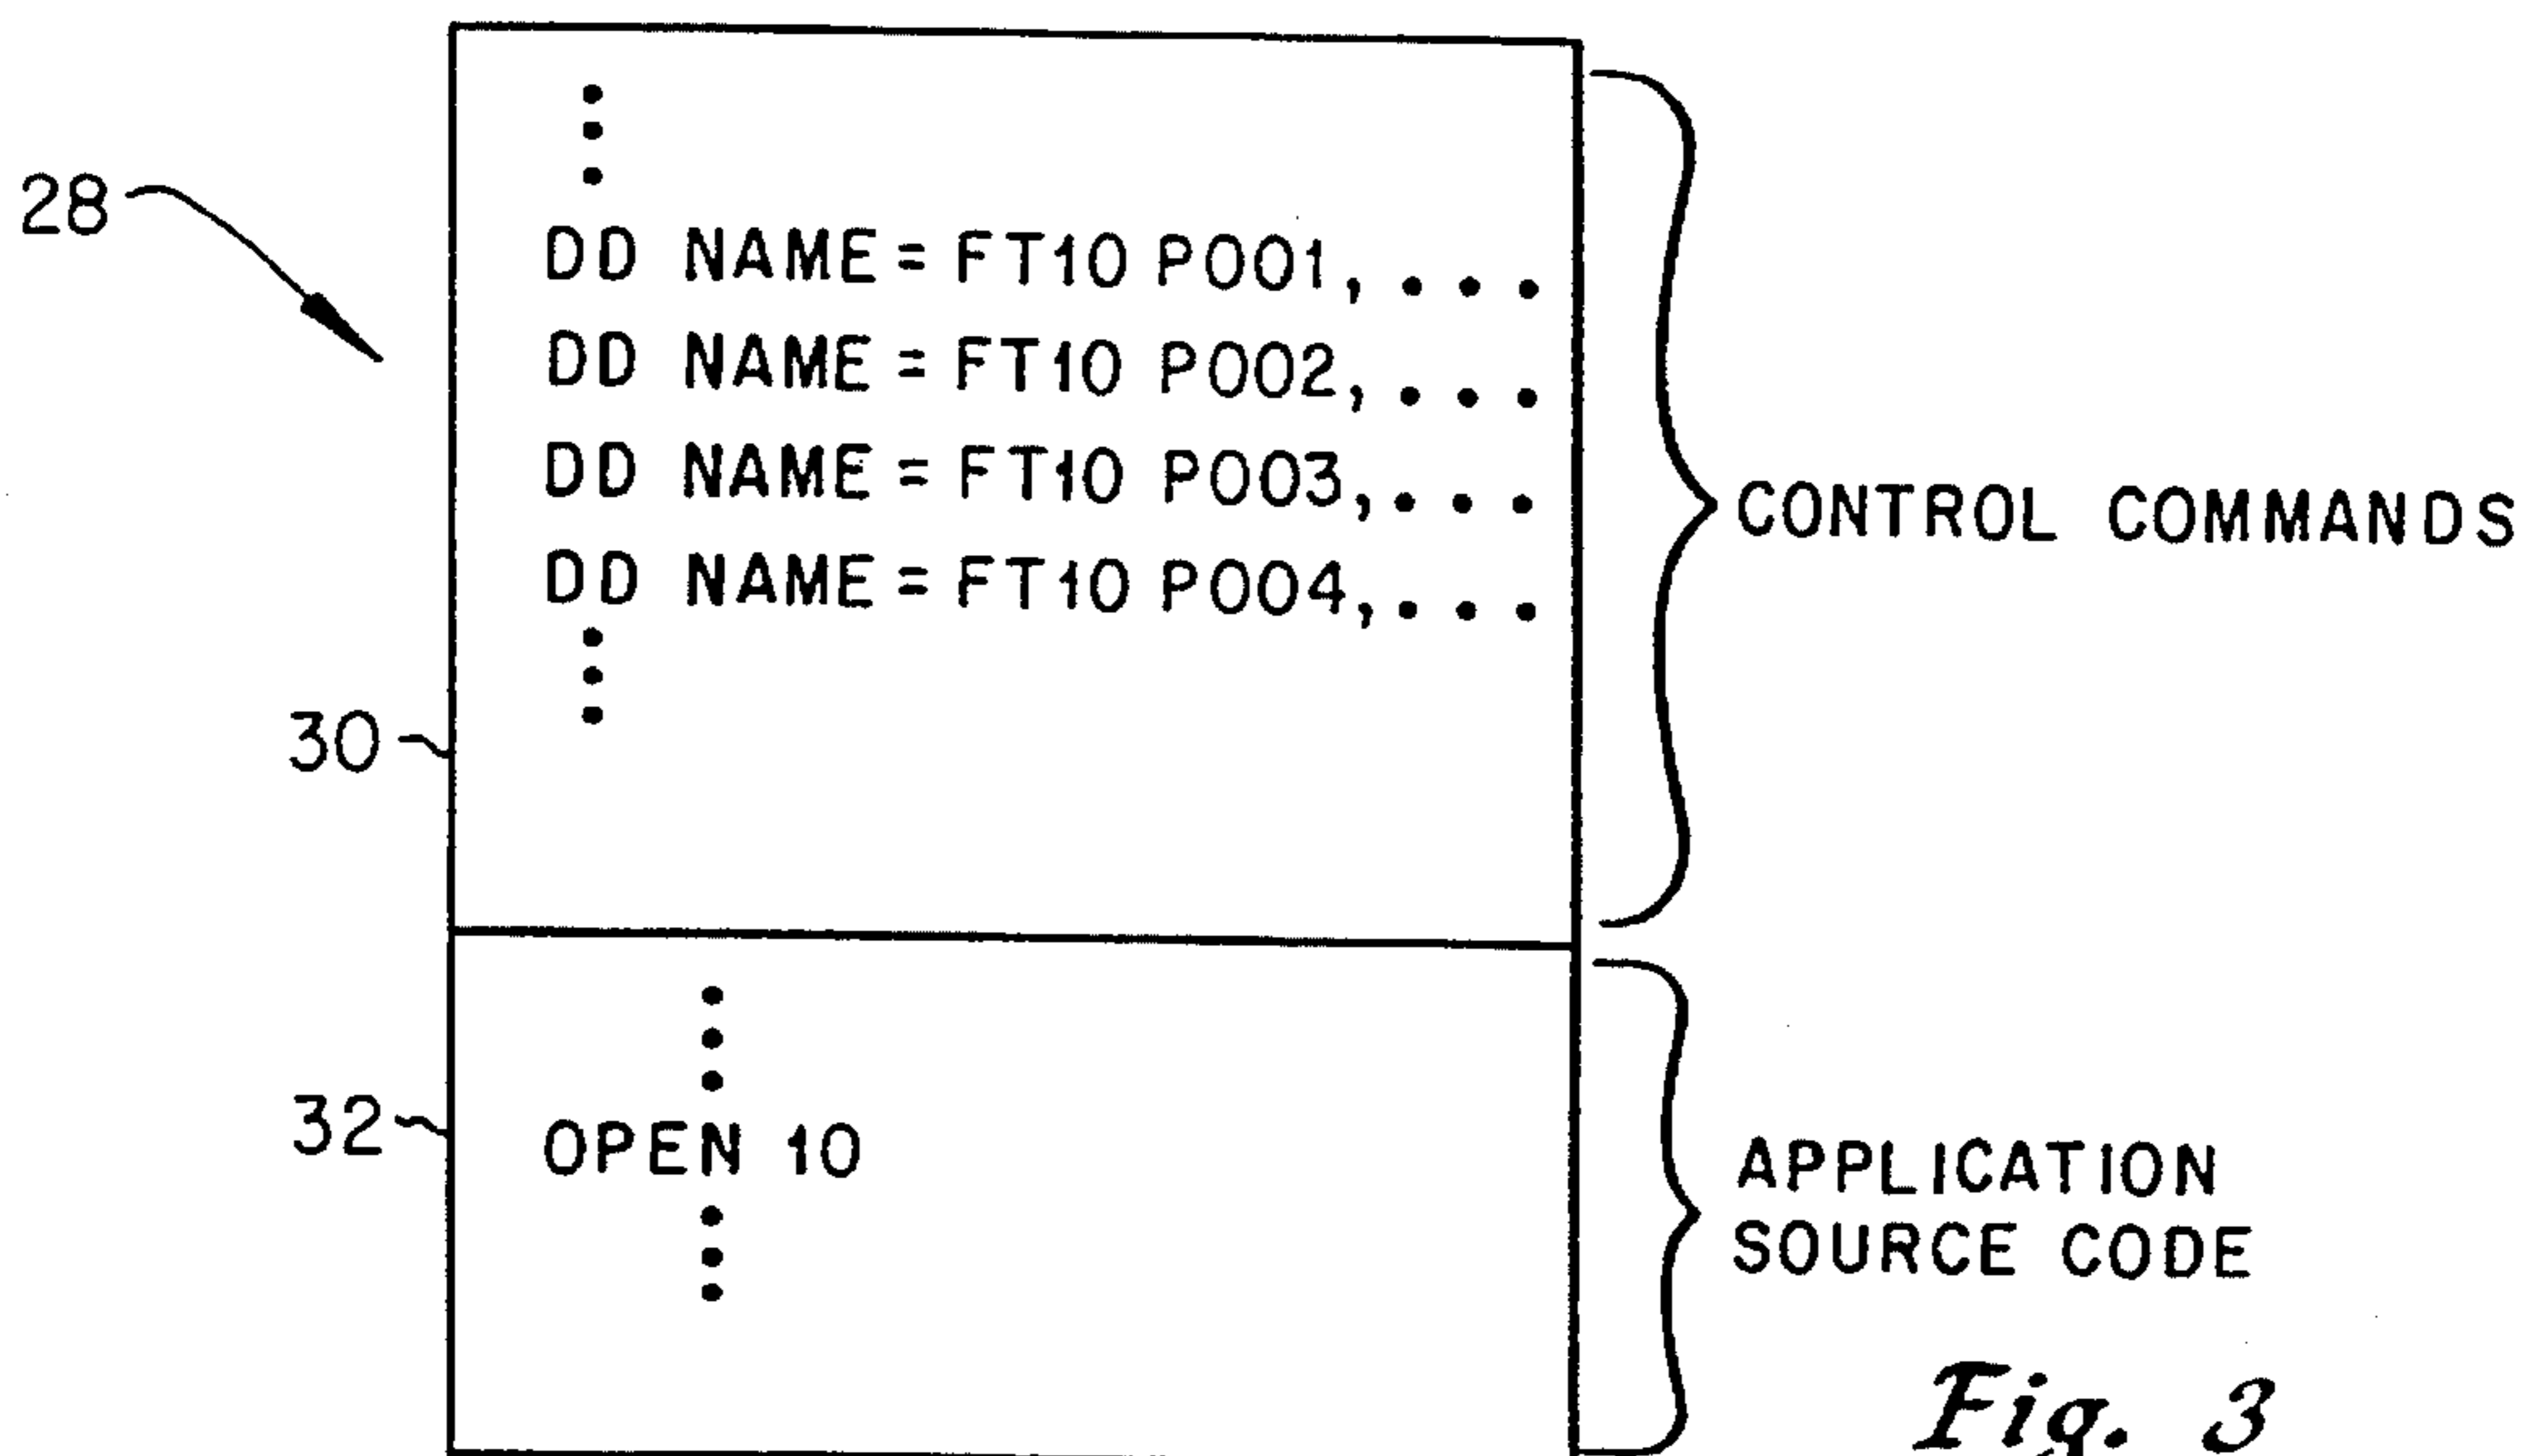 28
DD NAME = FT10 P001, . . .
DD NAME = FT10 P002, . . .
DD NAME = FT10 P003, . . .
DD NAME = FT10 P004, . . .
30
CONTROL COMMANDS
32
OPEN 10
APPLICATION
SOURCE CODE
Fig. 3